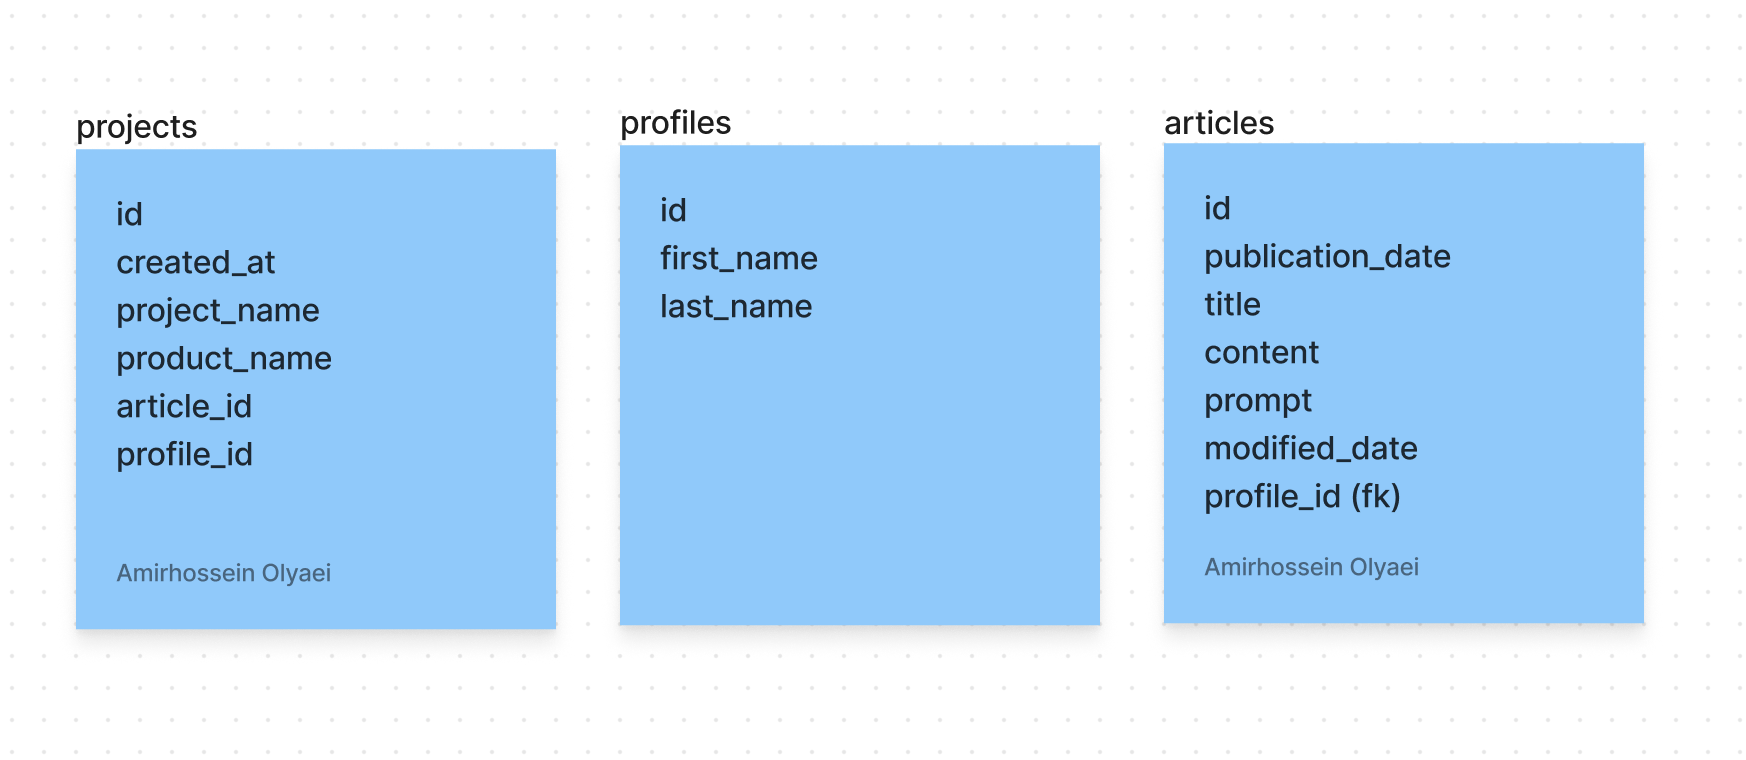 projects
id
created_at
project_name
product_name
article_id
profile_id
Amirhossein Olyaei
profiles
id
first_name
last_name
articles
id
publication_date
title
content
prompt
modified_date
profile_id (fk)
Amirhossein Olyaei